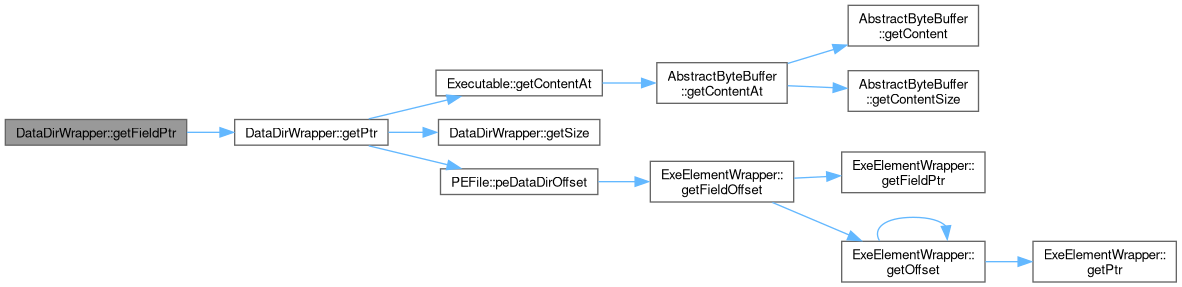 DataDirWrapper::getFieldPtr
DataDirWrapper::getPtr
Executable::getContentAt
AbstractByteBuffer
::getContentAt
AbstractByteBuffer
::getContent
AbstractByteBuffer
::getContentSize
DataDirWrapper::getSize
PEFile::peDataDirOffset
ExeElementWrapper::
getFieldOffset
ExeElementWrapper::
getFieldPtr
ExeElementWrapper::
getOffset
ExeElementWrapper::
getPtr